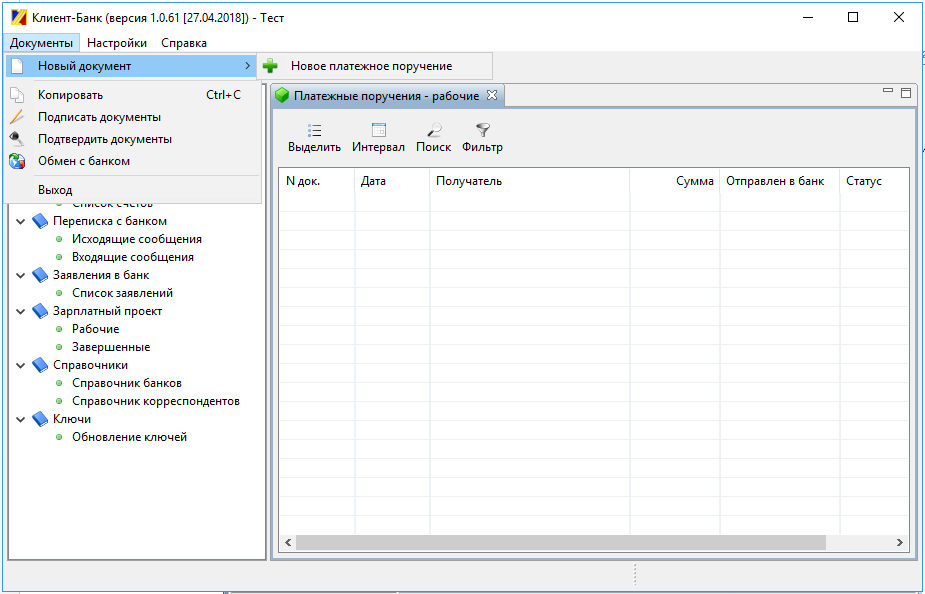 Клиент-Банк (версия 1.0.61 [27.04.2018]) - Тест
Документы Настройки Справка
Новый документ
Новое платежное поручение
Копировать Ctrl+C
Подписать документы
Подтвердить документы
Обмен с банком
Выход
Список счетов
Переписка с банком
Исходящие сообщения
Входящие сообщения
Заявления в банк
Список заявлений
Зарплатный проект
Рабочие
Завершенные
Справочники
Справочник банков
Справочник корреспондентов
Ключи
Обновление ключей
Платежные поручения - рабочие
Выделить Интервал Поиск Фильтр
N док. Дата Получатель Сумма Отправлен в банк Статус